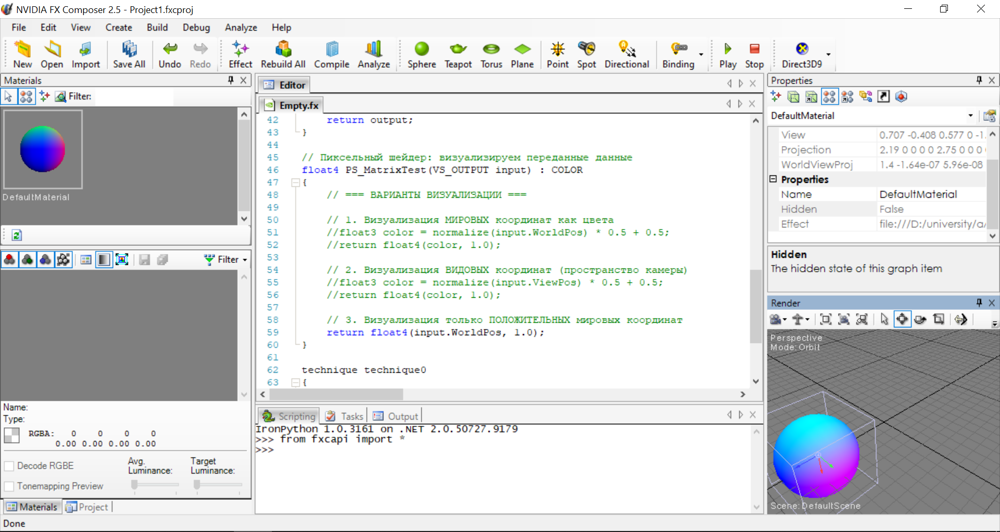 NVIDIA FX Composer 2.5 - Project1.fxcproj
File Edit View Create Build Debug Analyze Help
New Open Import Save All Undo Redo Effect Rebuild All Compile Analyze Sphere Teapot Torus Plane Point Spot Directional Binding Play Stop Direct3D9
Materials
Filter:
DefaultMaterial
Filter
Name:
Type:
RGBA: 0 0 0 0
0.00 0.00 0.00 0.00
Decode RGBE
Avg. Luminance:
Target Luminance:
Tonemapping Preview
Materials Project
Editor
Empty.fx
42 return output;
43 }
44
45 // Пиксельный шейдер: визуализируем переданные данные
46 float4 PS_MatrixTest(VS_OUTPUT input) : COLOR
47 {
48 // === ВАРИАНТЫ ВИЗУАЛИЗАЦИИ ===
49
50 // 1. Визуализация МИРОВЫХ координат как цвета
51 //float3 color = normalize(input.WorldPos) * 0.5 + 0.5;
52 //return float4(color, 1.0);
53
54 // 2. Визуализация ВИДОВЫХ координат (пространство камеры)
55 //float3 color = normalize(input.ViewPos) * 0.5 + 0.5;
56 //return float4(color, 1.0);
57
58 // 3. Визуализация только ПОЛОЖИТЕЛЬНЫХ мировых координат
59 return float4(input.WorldPos, 1.0);
60 }
61
62 technique technique0
63 {
Scripting Tasks Output
IronPython 1.0.3161 on .NET 2.0.50727.9179
>>> from fxcapi import *
>>>
Properties
DefaultMaterial
View 0.707 -0.408 0.577 0 -1.
Projection 2.19 0 0 0 0 2.75 0 0 0
WorldViewProj 1.4 -1.64e-07 5.96e-08
Properties
Name DefaultMaterial
Hidden False
Effect file:///D:/university/a/
Hidden
The hidden state of this graph item
Render
Perspective
Mode: Orbit
Scene: DefaultScene
Done